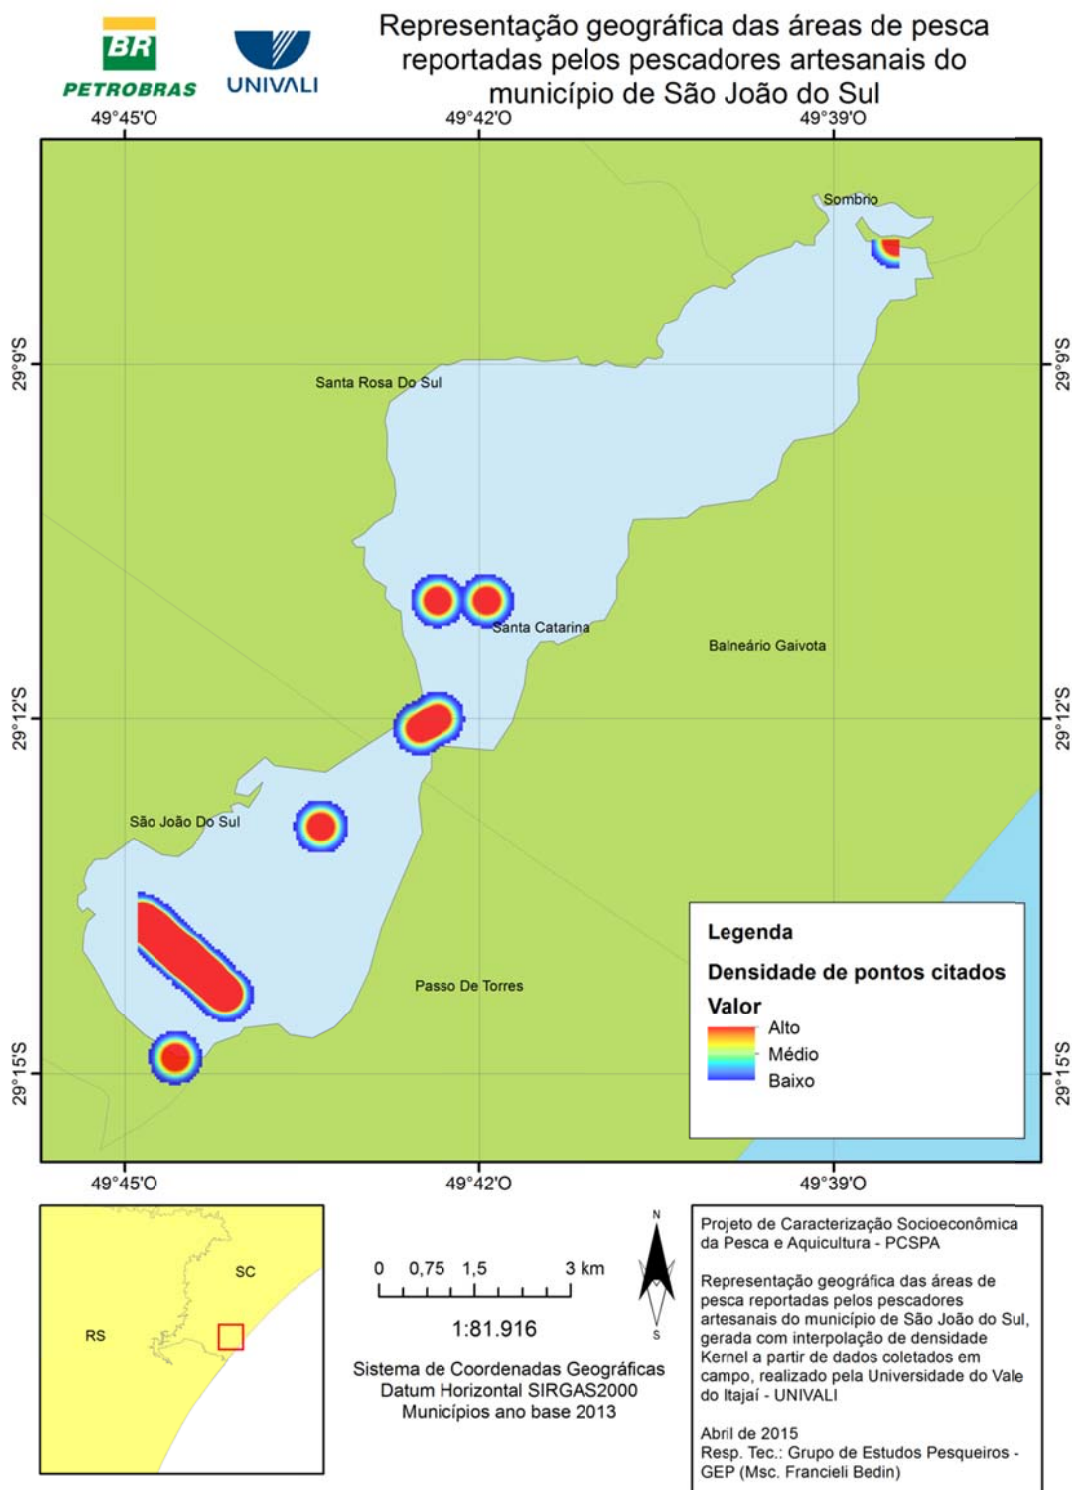 BR
PETROBRAS
UNIVALI
Representação geográfica das áreas de pesca
reportadas pelos pescadores artesanais do
município de São João do Sul
49°45'O
49°42'O
49°39'O
Sombrio
29°9'S
29°9'S
Santa Rosa Do Sul
Santa Catarina
Balneário Gaivota
29°12'S
29°12'S
São João Do Sul
Passo De Torres
Legenda
Densidade de pontos citados
Valor
Alto
Médio
Baixo
29°15'S
29°15'S
49°45'O
49°42'O
49°39'O
SC
RS
0 0,75 1,5 3 km
1:81.916
Sistema de Coordenadas Geográficas
Datum Horizontal SIRGAS2000
Municípios ano base 2013
N
S
Projeto de Caracterização Socioeconômica
da Pesca e Aquicultura - PCSPA
Representação geográfica das áreas de
pesca reportadas pelos pescadores
artesanais do município de São João do Sul,
gerada com interpolação de densidade
Kernel a partir de dados coletados em
campo, realizado pela Universidade do Vale
do Itajaí - UNIVALI
Abril de 2015
Resp. Tec.: Grupo de Estudos Pesqueiros -
GEP (Msc. Francieli Bedin)